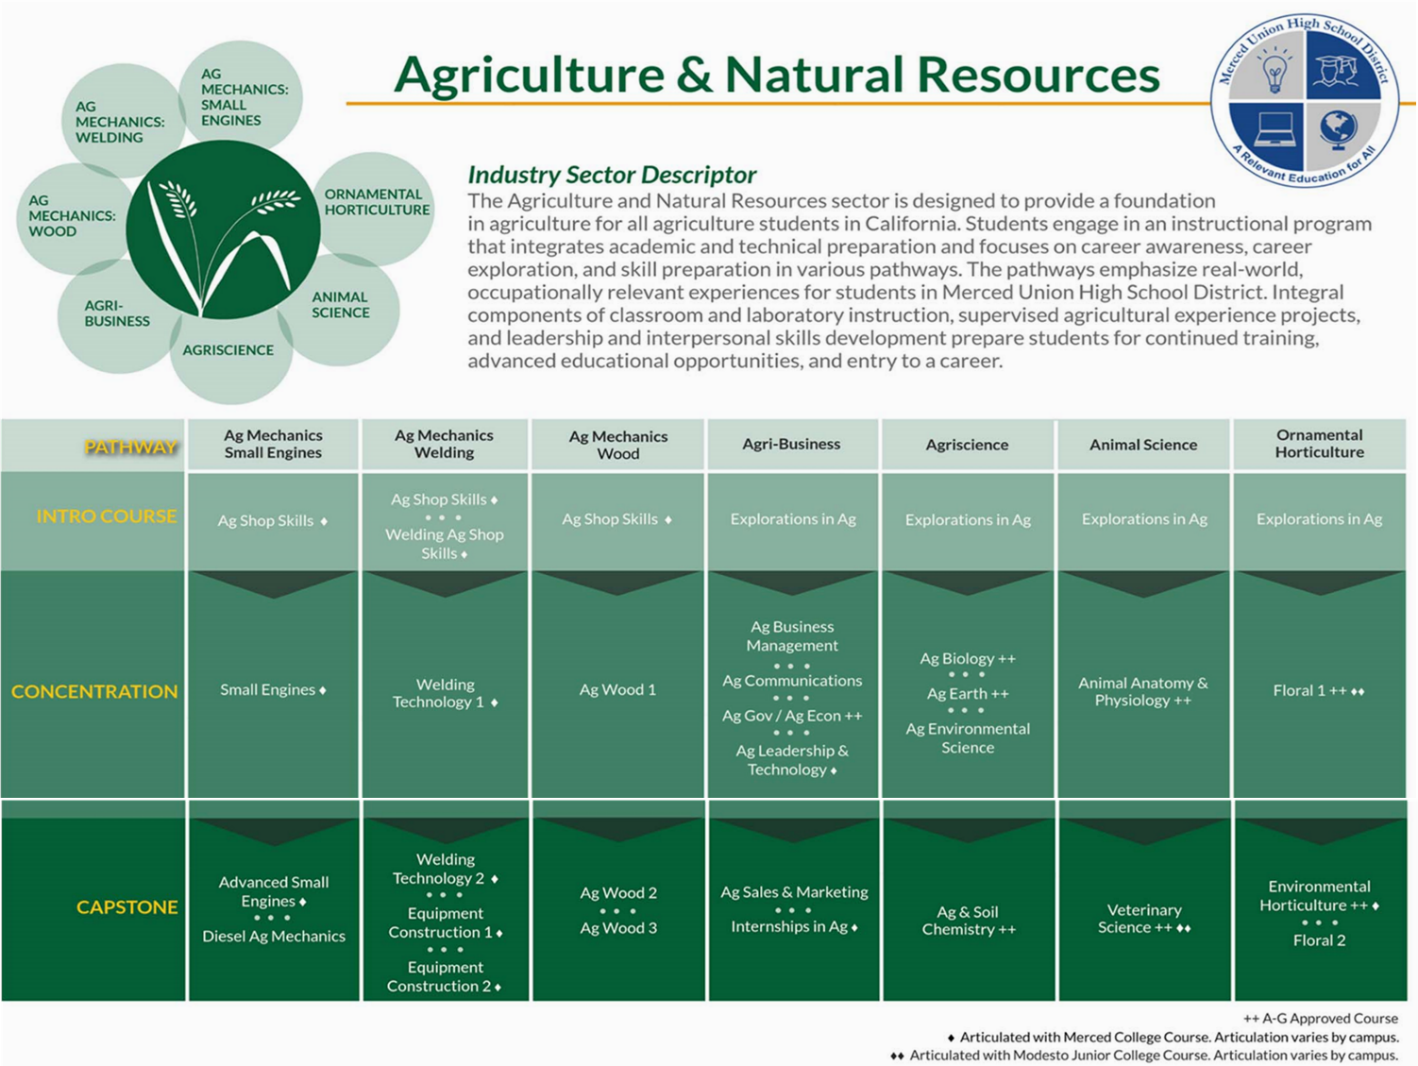 Agriculture & Natural Resources
Merced Union High School District
A Relevant Education for All
AG
MECHANICS:
SMALL
ENGINES
AG
MECHANICS:
WELDING
AG
MECHANICS:
WOOD
AGRI-
BUSINESS
AGRISCIENCE
ANIMAL
SCIENCE
ORNAMENTAL
HORTICULTURE
Industry Sector Descriptor
The Agriculture and Natural Resources sector is designed to provide a foundation
in agriculture for all agriculture students in California. Students engage in an instructional program
that integrates academic and technical preparation and focuses on career awareness, career
exploration, and skill preparation in various pathways. The pathways emphasize real-world,
occupationally relevant experiences for students in Merced Union High School District. Integral
components of classroom and laboratory instruction, supervised agricultural experience projects,
and leadership and interpersonal skills development prepare students for continued training,
advanced educational opportunities, and entry to a career.
PATHWAY
Ag Mechanics
Small Engines
Ag Mechanics
Welding
Ag Mechanics
Wood
Agri-Business
Agriscience
Animal Science
Ornamental
Horticulture
INTRO COURSE
Ag Shop Skills ♦
Ag Shop Skills ♦
• • •
Welding Ag Shop
Skills ♦
Ag Shop Skills ♦
Explorations in Ag
Explorations in Ag
Explorations in Ag
Explorations in Ag
CONCENTRATION
Small Engines ♦
Welding
Technology 1 ♦
Ag Wood 1
Ag Business
Management
• • •
Ag Communications
• • •
Ag Gov / Ag Econ ++
• • •
Ag Leadership &
Technology ♦
Ag Biology ++
• • •
Ag Earth ++
• • •
Ag Environmental
Science
Animal Anatomy &
Physiology ++
Floral 1 ++ ♦♦
CAPSTONE
Advanced Small
Engines ♦
• • •
Diesel Ag Mechanics
Welding
Technology 2 ♦
• • •
Equipment
Construction 1 ♦
• • •
Equipment
Construction 2 ♦
Ag Wood 2
• • •
Ag Wood 3
Ag Sales & Marketing
• • •
Internships in Ag ♦
Ag & Soil
Chemistry ++
Veterinary
Science ++ ♦♦
Environmental
Horticulture ++ ♦
• • •
Floral 2
++ A-G Approved Course
♦ Articulated with Merced College Course. Articulation varies by campus.
♦♦ Articulated with Modesto Junior College Course. Articulation varies by campus.